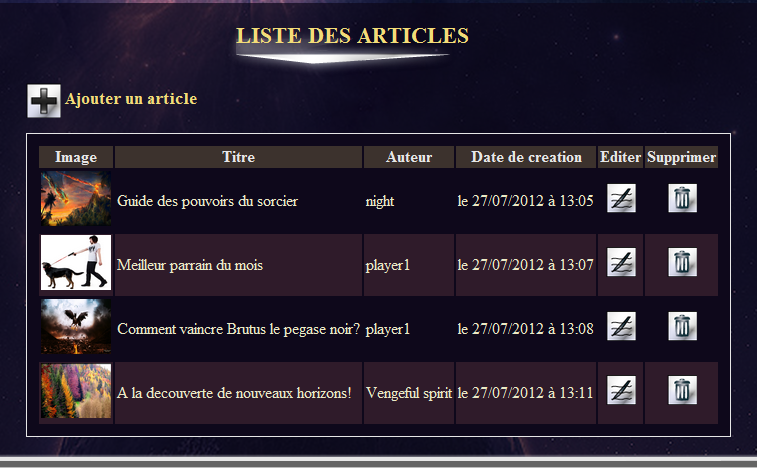 LISTE DES ARTICLES
Ajouter un article
Image Titre Auteur Date de creation Editer Supprimer
Guide des pouvoirs du sorcier night le 27/07/2012 à 13:05
Meilleur parrain du mois player1 le 27/07/2012 à 13:07
Comment vaincre Brutus le pegase noir? player1 le 27/07/2012 à 13:08
A la decouverte de nouveaux horizons! Vengeful spirit le 27/07/2012 à 13:11